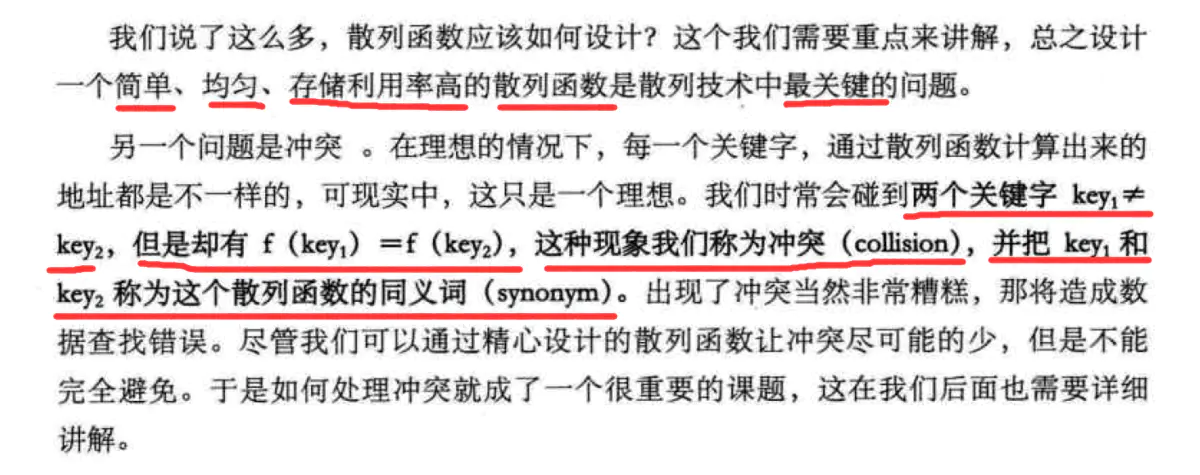 我们说了这么多，散列函数应该如何设计？这个我们需要重点来讲解，总之设计
一个简单、均匀、存储利用率高的散列函数是散列技术中最关键的问题。
另一个问题是冲突 。在理想的情况下，每一个关键字，通过散列函数计算出来的
地址都是不一样的，可现实中，这只是一个理想。我们时常会碰到两个关键字 key₁≠
key₂，但是却有 f（key₁）=f（key₂），这种现象我们称为冲突（collision），并把 key₁ 和
key₂ 称为这个散列函数的同义词（synonym）。出现了冲突当然非常糟糕，那将造成数
据查找错误。尽管我们可以通过精心设计的散列函数让冲突尽可能的少，但是不能
完全避免。于是如何处理冲突就成了一个很重要的课题，这在我们后面也需要详细
讲解。